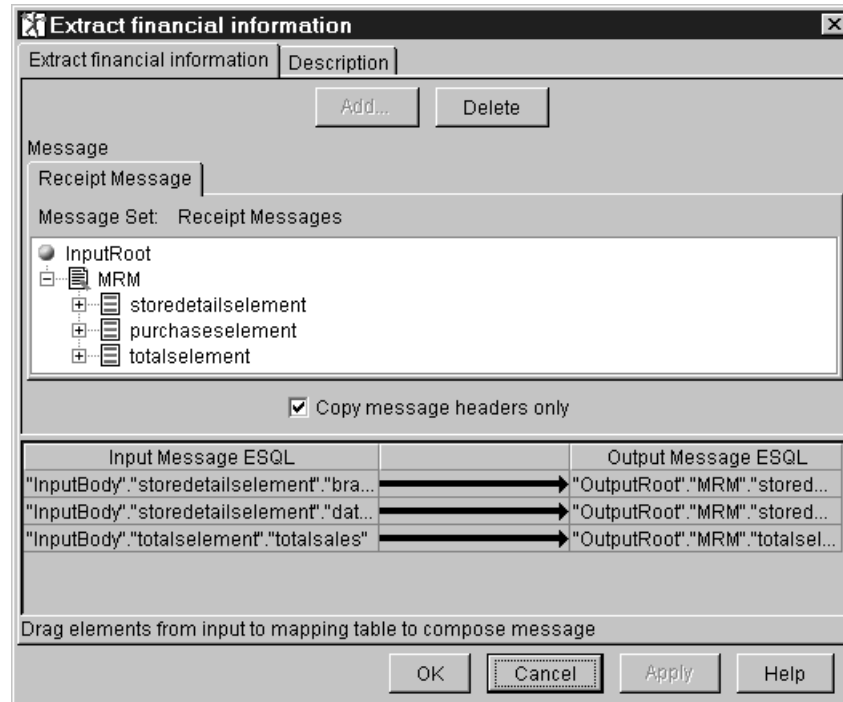 Extract financial information
Extract financial information Description
Add... Delete
Message
Receipt Message
Message Set: Receipt Messages
InputRoot
MRM
storedetailselement
purchaseselement
totalselement
Copy message headers only
Input Message ESQL Output Message ESQL
"InputBody"."storedetailselement"."bra... "OutputRoot"."MRM"."stored...
"InputBody"."storedetailselement"."dat... "OutputRoot"."MRM"."stored...
"InputBody"."totalselement"."totalsales" "OutputRoot"."MRM"."totalsel...
Drag elements from input to mapping table to compose message
OK Cancel Apply Help